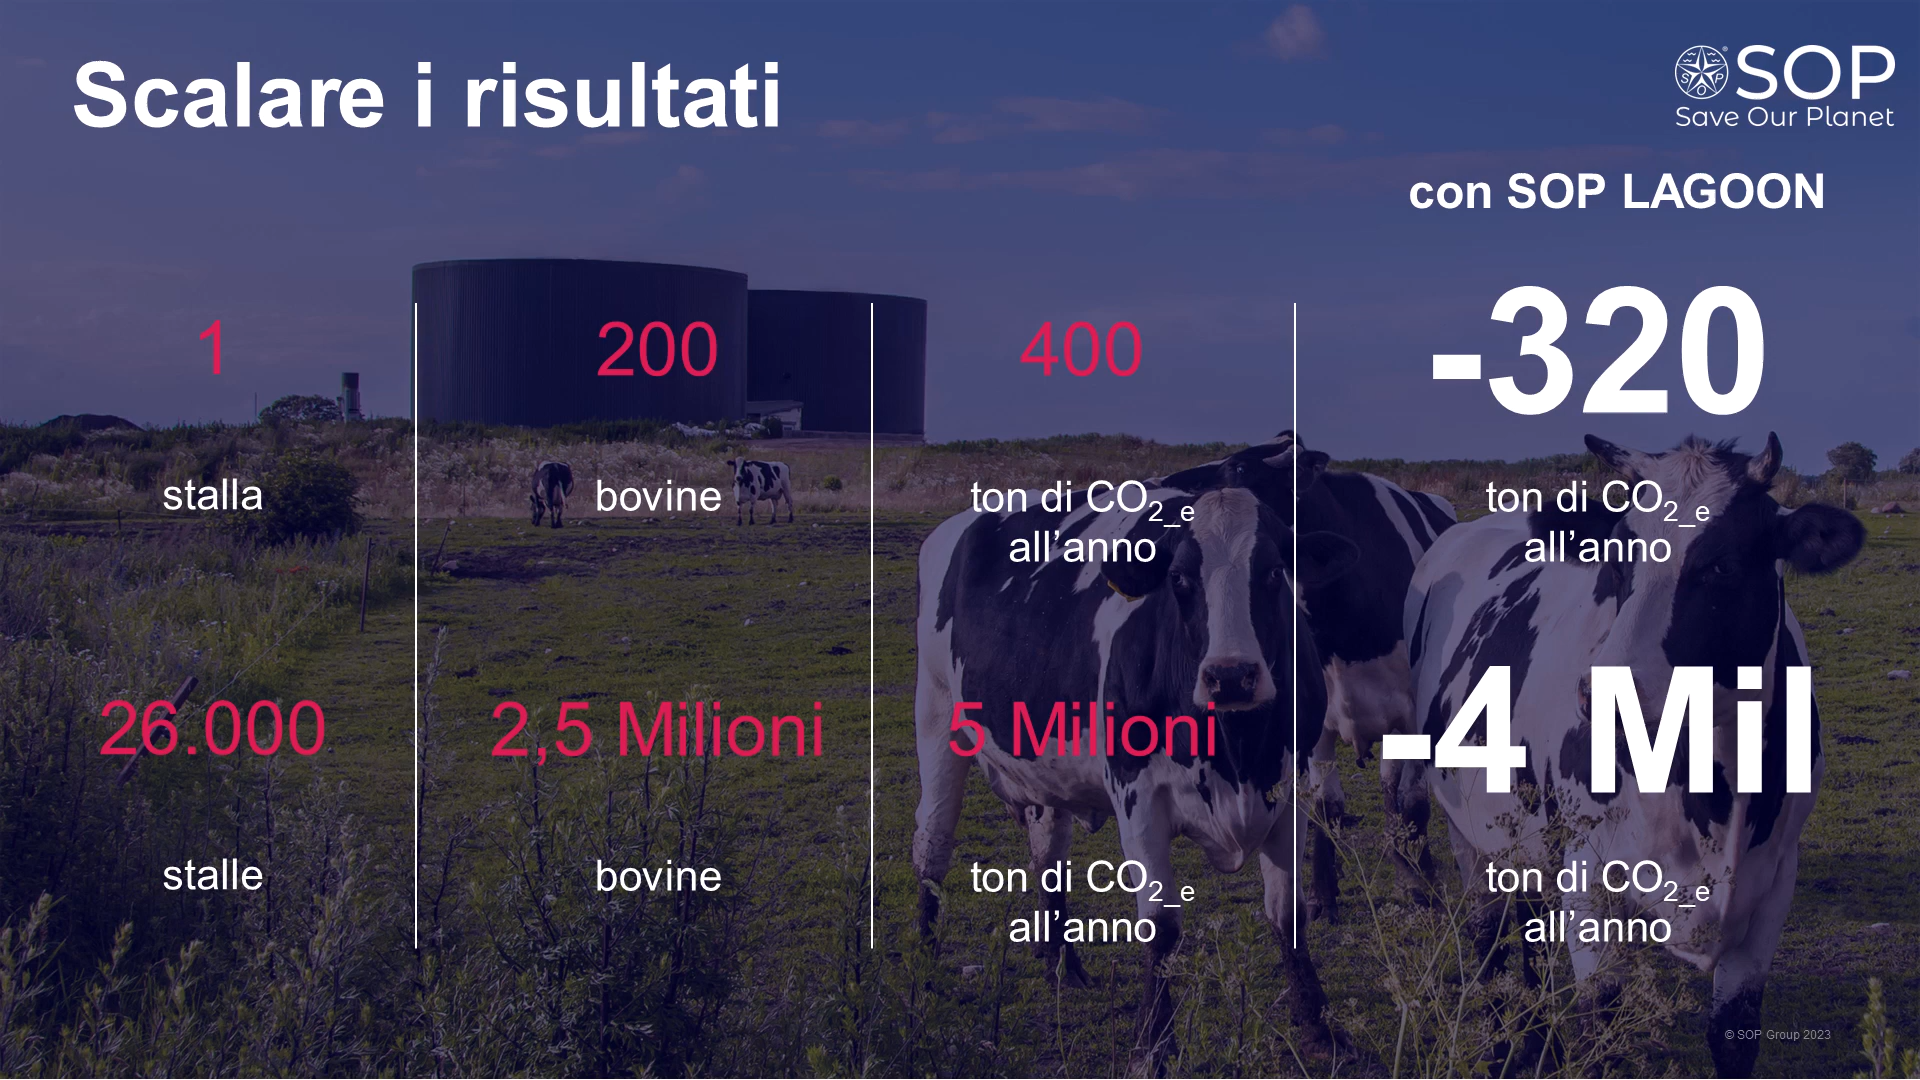 Scalare i risultati
SOP
Save Our Planet
con SOP LAGOON
1
200
400
-320
stalla
bovine
ton di CO2_e
all’anno
ton di CO2_e
all’anno
26.000
2,5 Milioni
5 Milioni
-4 Mil
stalle
bovine
ton di CO2_e
all’anno
ton di CO2_e
all’anno
© SOP Group 2023